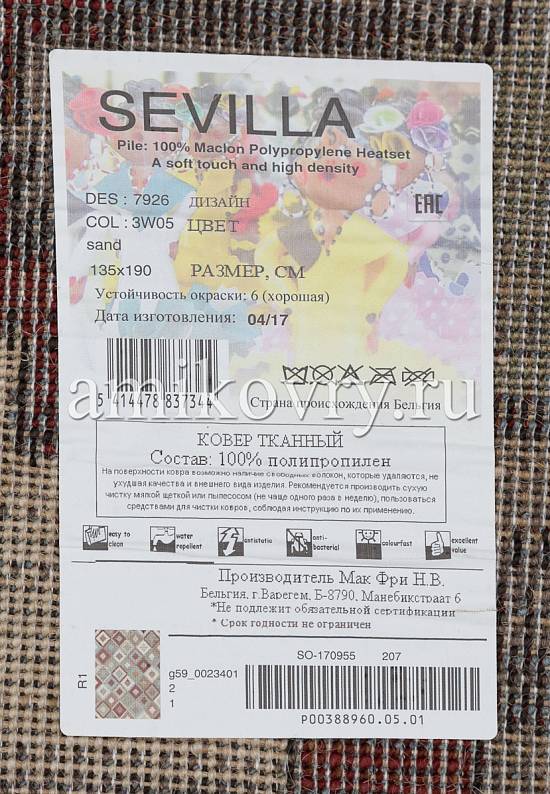 SEVILLA
Pile: 100% Maclon Polypropylene Heatset
A soft touch and high density
DES : 7926 ДИЗАЙН
COL : 3W05 ЦВЕТ
sand
EAC
135x190 РАЗМЕР, СМ
Устойчивость окраски: 6 (хорошая)
Дата изготовления: 04/17
amikovry.ru
5 414478 837344
Страна происхождения Бельгия
КОВЕР ТКАННЫЙ
Состав: 100% полипропилен
На поверхности ковра возможно наличие свободных волокон, которые удаляются, не
ухудшая качества и внешнего вида изделия. Рекомендуется производить сухую
чистку мягкой щеткой или пылесосом (не чаще одного раза в неделю), пользоваться
средствами для чистки ковров, соблюдая инструкцию по их применению.
easy to clean
water repellent
antistatic
anti-bacterial
colourfast
excellent value
Производитель Мак Фри Н.В.
Бельгия, г.Варегем, Б-8790, Манебикстраат 6
*Не подлежит обязательной сертификации
* Срок годности не ограничен
SO-170955 207
R1
g59_0023401
2
1
P00388960.05.01